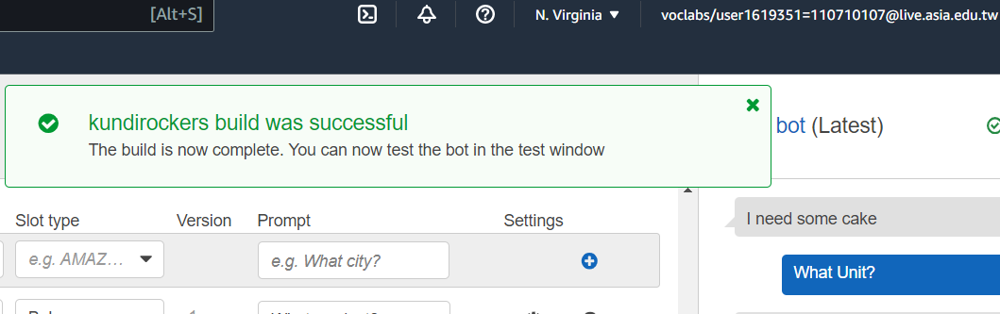 [Alt+S]
N. Virginia
voclabs/user1619351=110710107@live.asia.edu.tw
kundirockers build was successful
The build is now complete. You can now test the bot in the test window
bot (Latest)
Slot type
Version
Prompt
Settings
e.g. AMAZ...
e.g. What city?
I need some cake
What Unit?